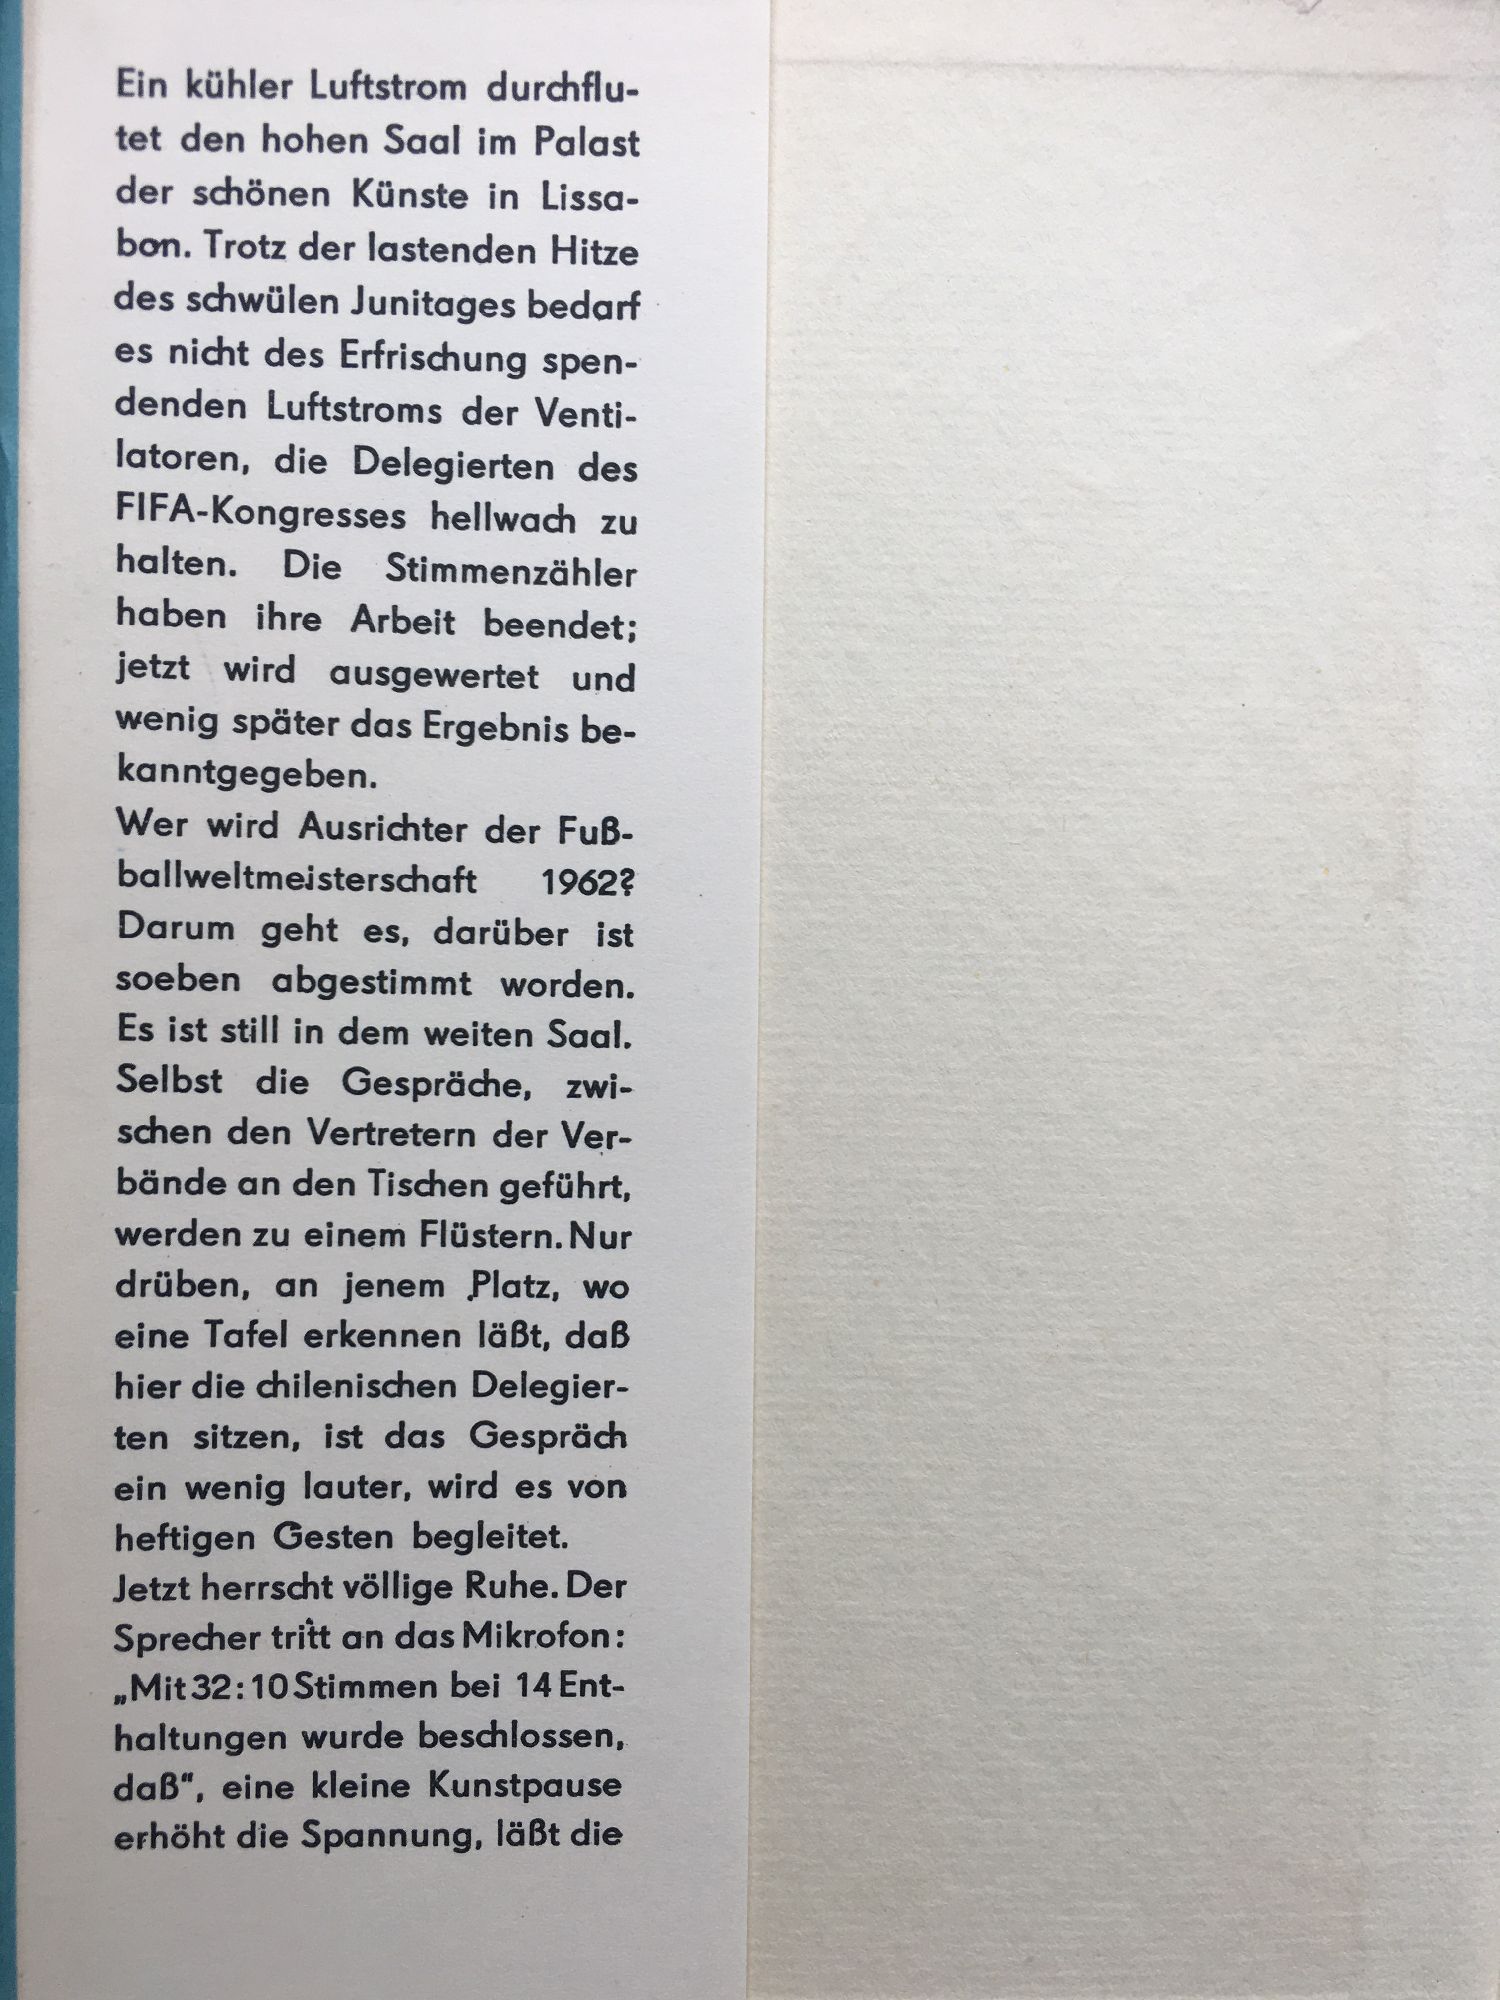 Ein kühler Luftstrom durchflu-
tet den hohen Saal im Palast
der schönen Künste in Lissa-
bon. Trotz der lastenden Hitze
des schwülen Junitages bedarf
es nicht des Erfrischung spen-
denden Luftstroms der Venti-
latoren, die Delegierten des
FIFA-Kongresses hellwach zu
halten. Die Stimmenzähler
haben ihre Arbeit beendet;
jetzt wird ausgewertet und
wenig später das Ergebnis be-
kanntgegeben.
Wer wird Ausrichter der Fuß-
ballweltmeisterschaft 1962?
Darum geht es, darüber ist
soeben abgestimmt worden.
Es ist still in dem weiten Saal.
Selbst die Gespräche, zwi-
schen den Vertretern der Ver-
bände an den Tischen geführt,
werden zu einem Flüstern. Nur
drüben, an jenem Platz, wo
eine Tafel erkennen läßt, daß
hier die chilenischen Delegier-
ten sitzen, ist das Gespräch
ein wenig lauter, wird es von
heftigen Gesten begleitet.
Jetzt herrscht völlige Ruhe. Der
Sprecher tritt an das Mikrofon:
„Mit 32:10 Stimmen bei 14 Ent-
haltungen wurde beschlossen,
daß“, eine kleine Kunstpause
erhöht die Spannung, läßt die